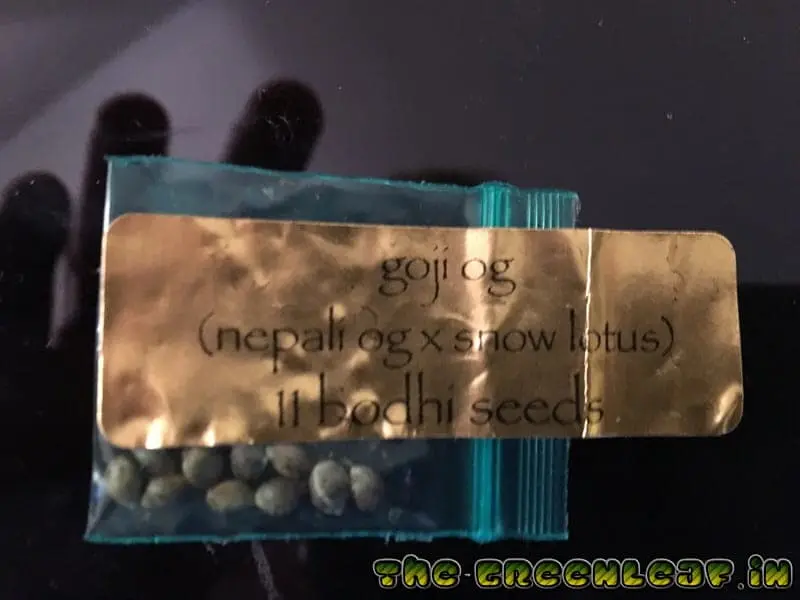 goji og
(nepali og x snow lotus)
11 bodhi seeds
THE-GREENLEAF.iN